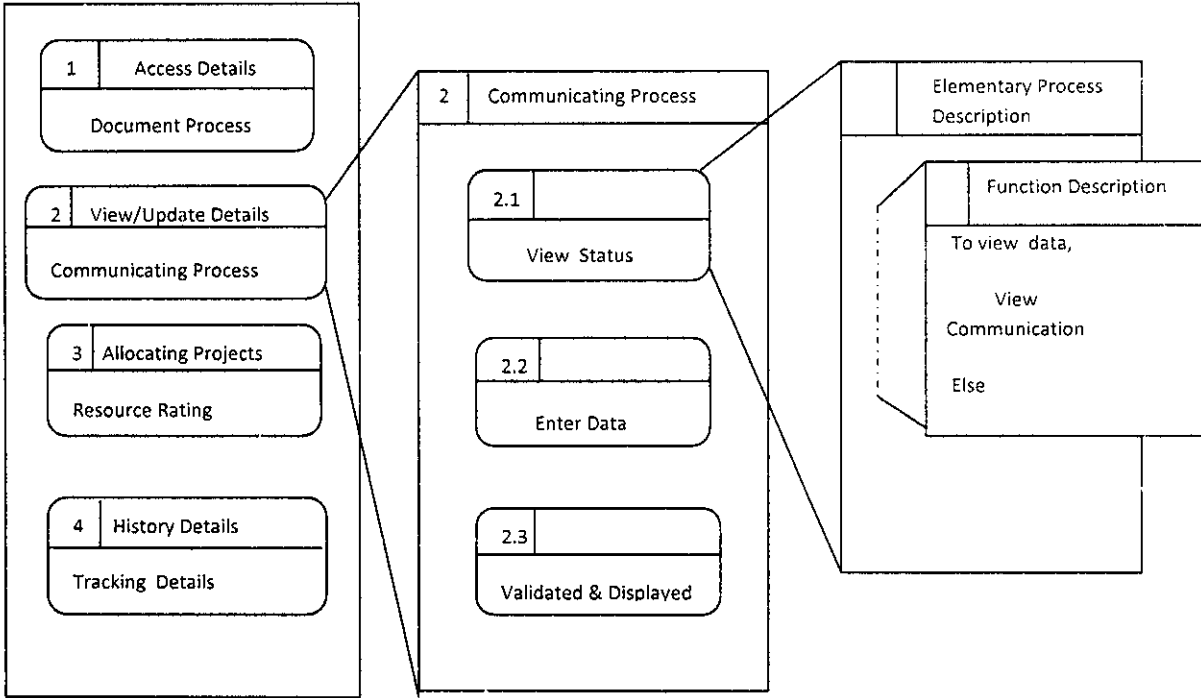 1 Access Details
Document Process
2 View/Update Details
Communicating Process
3 Allocating Projects
Resource Rating
4 History Details
Tracking Details
2 Communicating Process
2.1
View Status
2.2
Enter Data
2.3
Validated & Displayed
Elementary Process
Description
Function Description
To view data,
View
Communication
Else